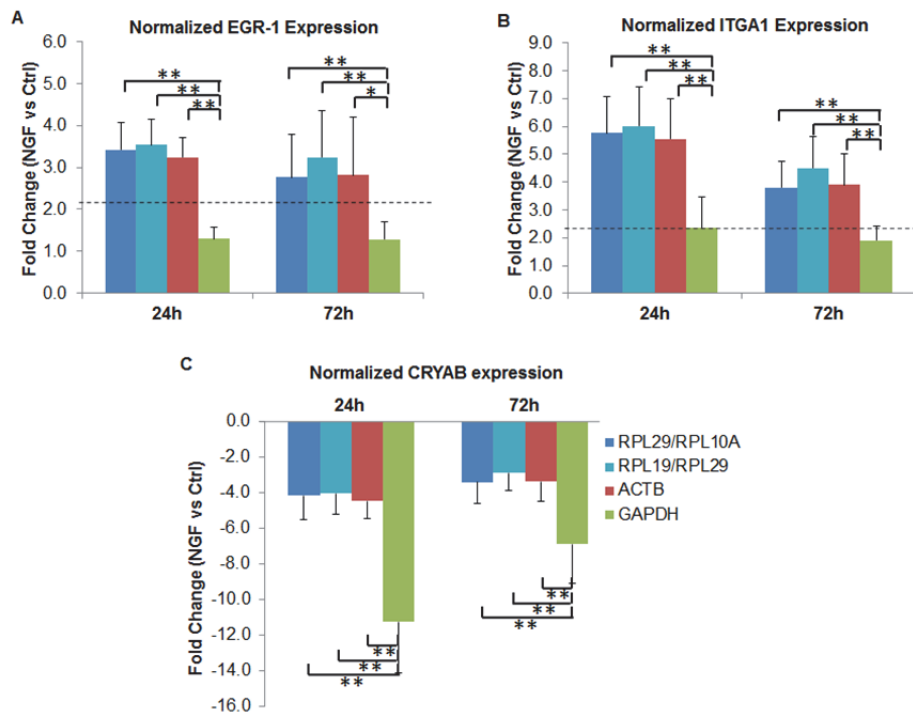 A
Normalized EGR-1 Expression
Fold Change (NGF vs Ctrl)
6.0
5.0
4.0
3.0
2.0
1.0
0.0
**
**
**
**
**
*
24h
72h
B
Normalized ITGA1 Expression
Fold Change (NGF vs Ctrl)
9.0
8.0
7.0
6.0
5.0
4.0
3.0
2.0
1.0
0.0
**
**
**
**
**
**
24h
72h
C
Normalized CRYAB expression
24h
72h
Fold Change (NGF vs Ctrl)
0.0
-2.0
-4.0
-6.0
-8.0
-10.0
-12.0
-14.0
-16.0
**
**
**
**
**
**
RPL29/RPL10A
RPL19/RPL29
ACTB
GAPDH